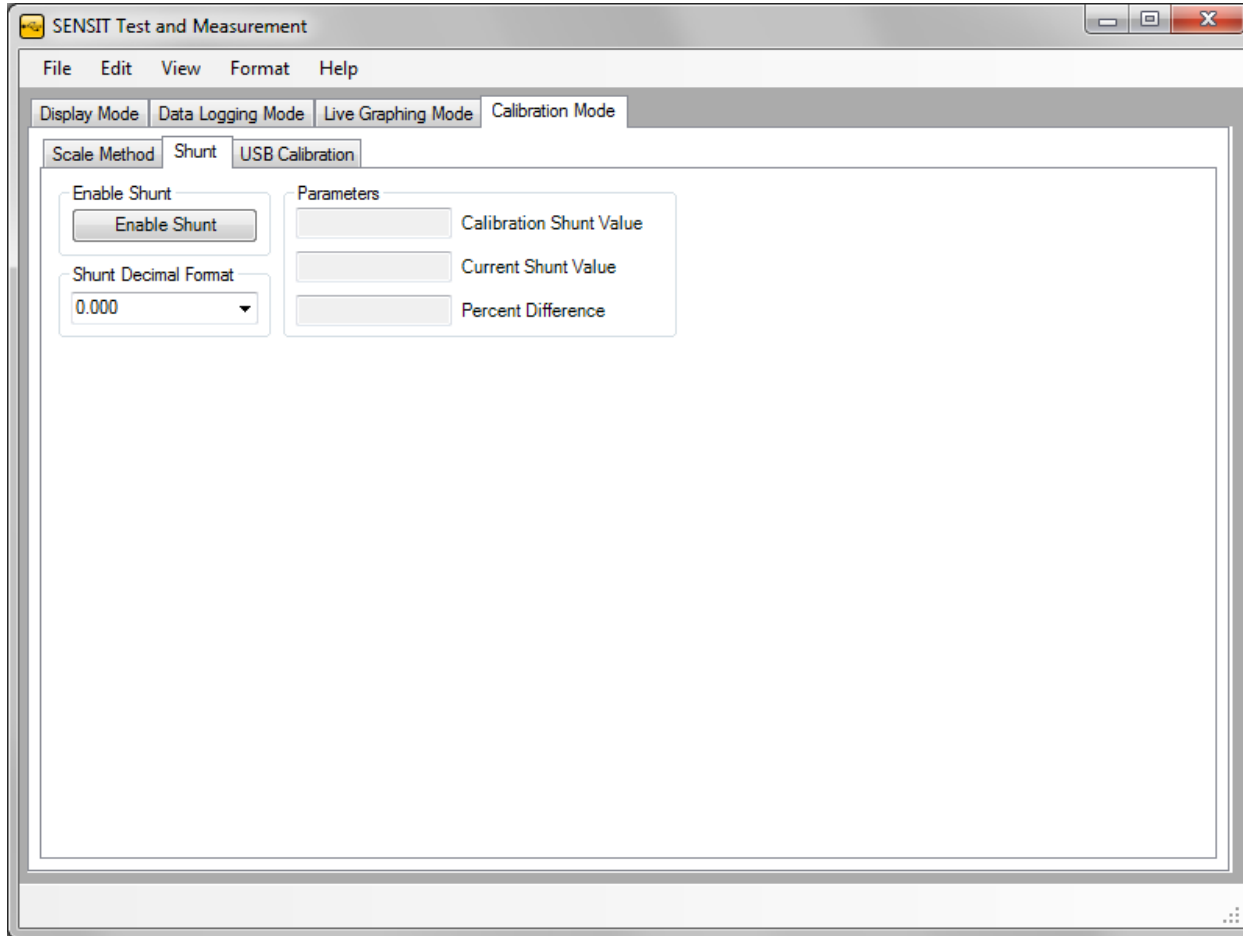 SENSIT Test and Measurement
File Edit View Format Help
Display Mode Data Logging Mode Live Graphing Mode Calibration Mode
Scale Method Shunt USB Calibration
Enable Shunt
Enable Shunt
Shunt Decimal Format
0.000
Parameters
Calibration Shunt Value
Current Shunt Value
Percent Difference